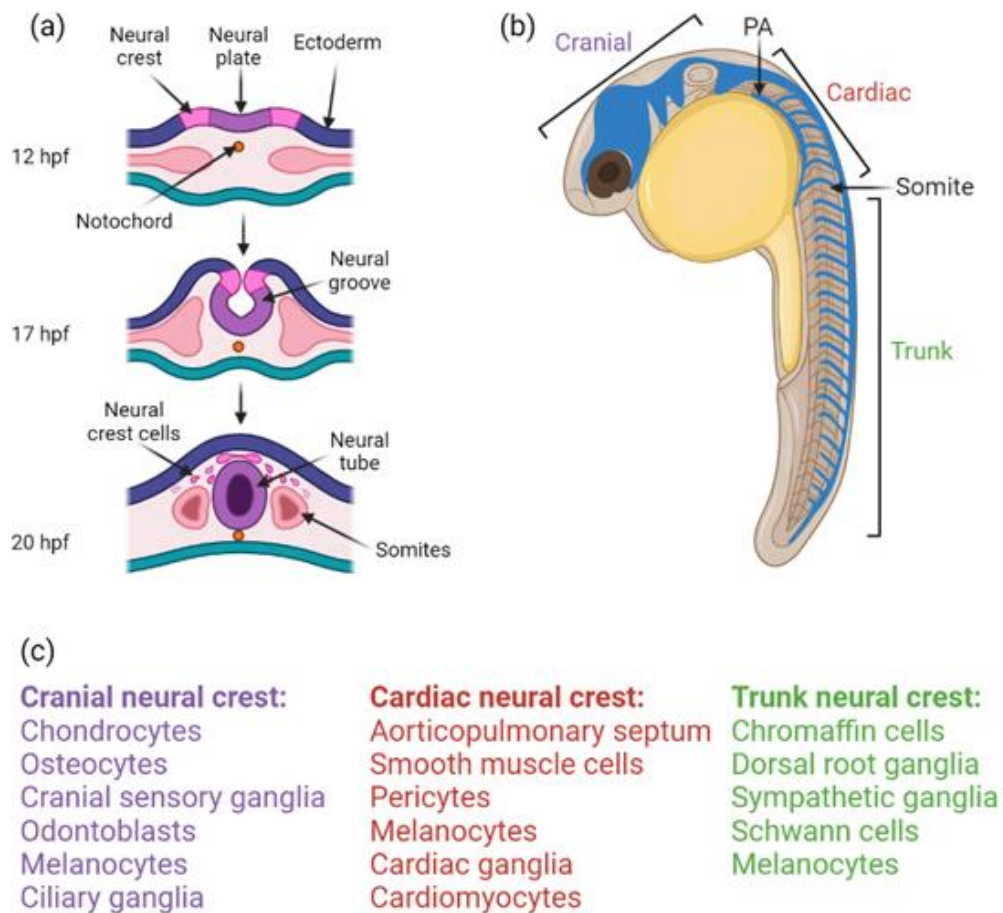 (a)
Neural
crest
Neural
plate
Ectoderm
12 hpf
Notochord
Neural
groove
17 hpf
Neural
crest cells
Neural
tube
20 hpf
Somites
(b)
Cranial
PA
Cardiac
Somite
Trunk
(c)
Cranial neural crest:
Chondrocytes
Osteocytes
Cranial sensory ganglia
Odontoblasts
Melanocytes
Ciliary ganglia
Cardiac neural crest:
Aorticopulmonary septum
Smooth muscle cells
Pericytes
Melanocytes
Cardiac ganglia
Cardiomyocytes
Trunk neural crest:
Chromaffin cells
Dorsal root ganglia
Sympathetic ganglia
Schwann cells
Melanocytes